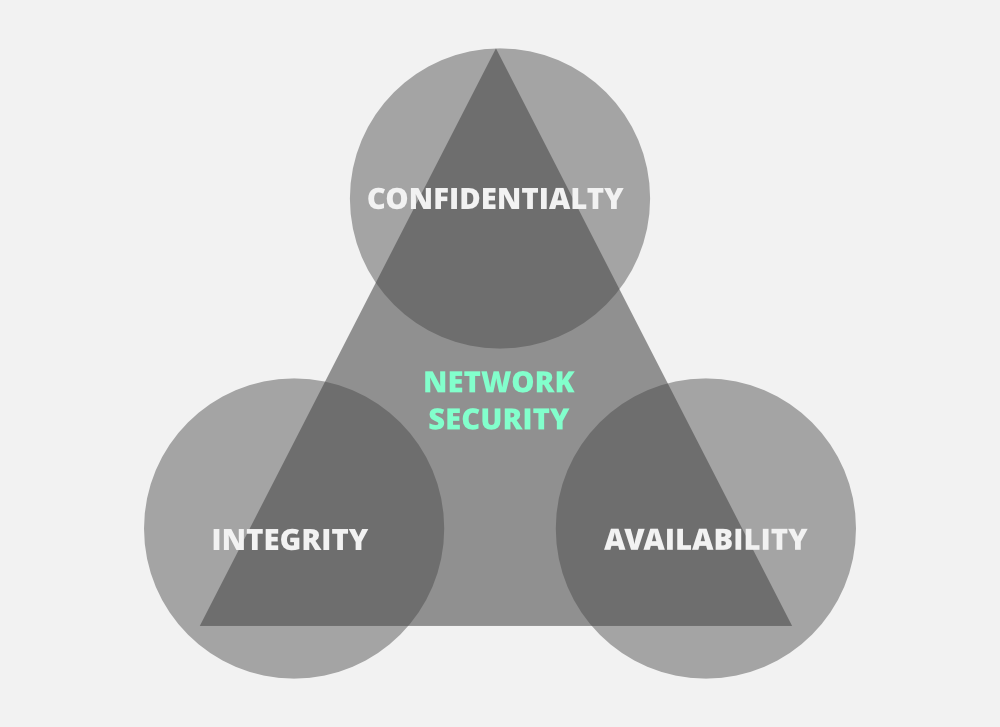 CONFIDENTIALTY
NETWORK
SECURITY
INTEGRITY
AVAILABILITY